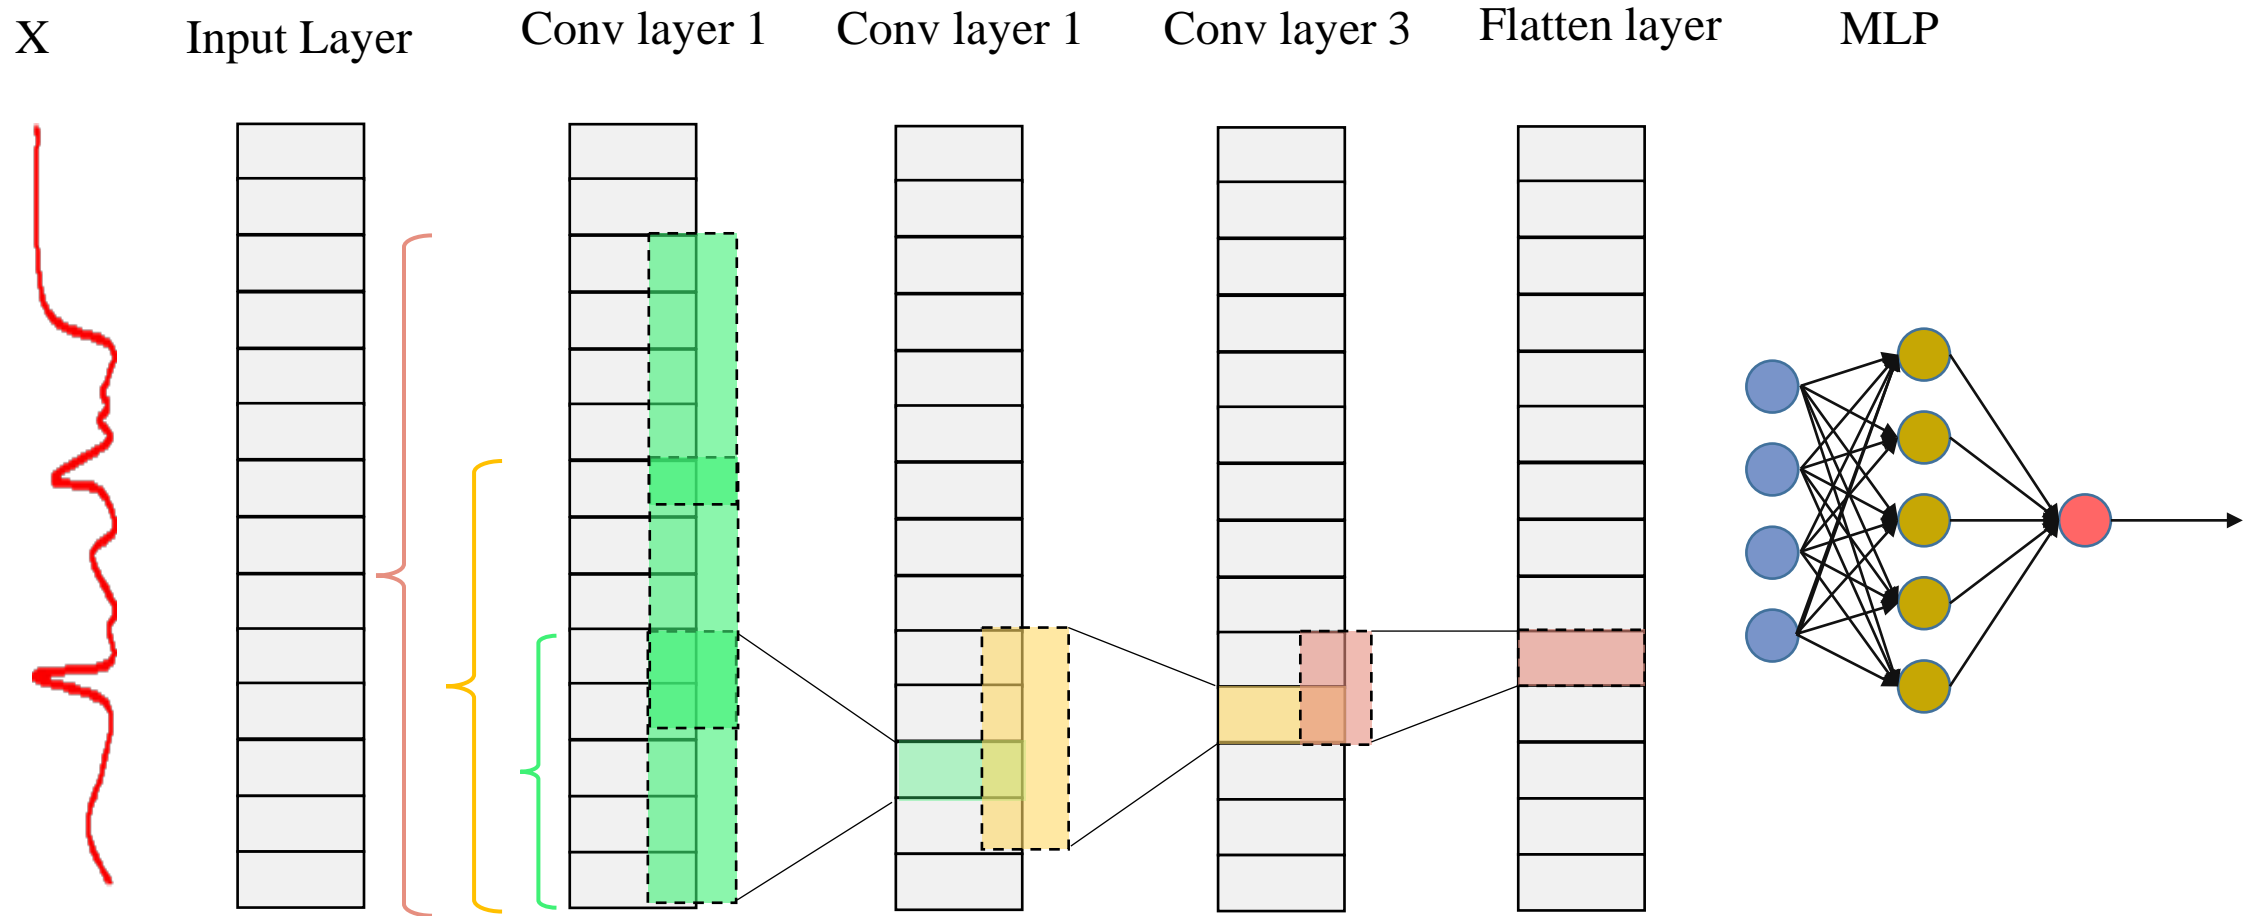 X
Input Layer
Conv layer 1
Conv layer 1
Conv layer 3
Flatten layer
MLP